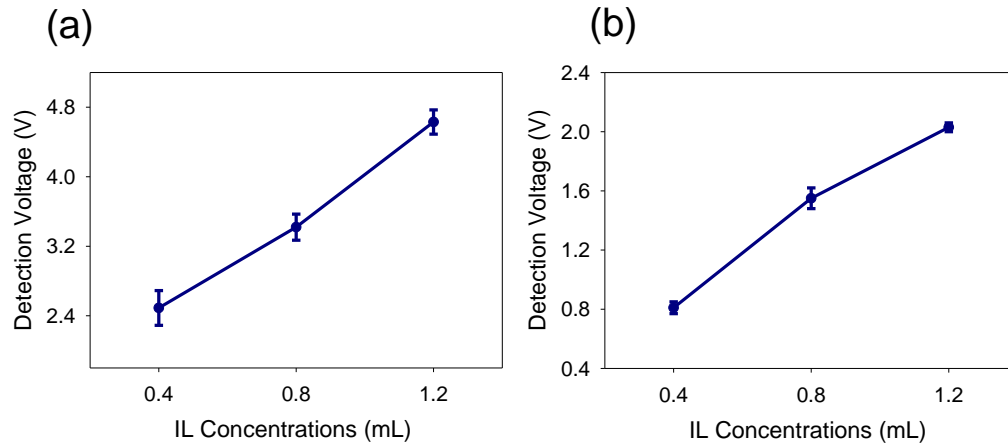 (a)
Detection Voltage (V)
4.8
4.0
3.2
2.4
0.4 0.8 1.2
IL Concentrations (mL)
(b)
Detection Voltage (V)
2.4
2.0
1.6
1.2
0.8
0.4
0.4 0.8 1.2
IL Concentrations (mL)